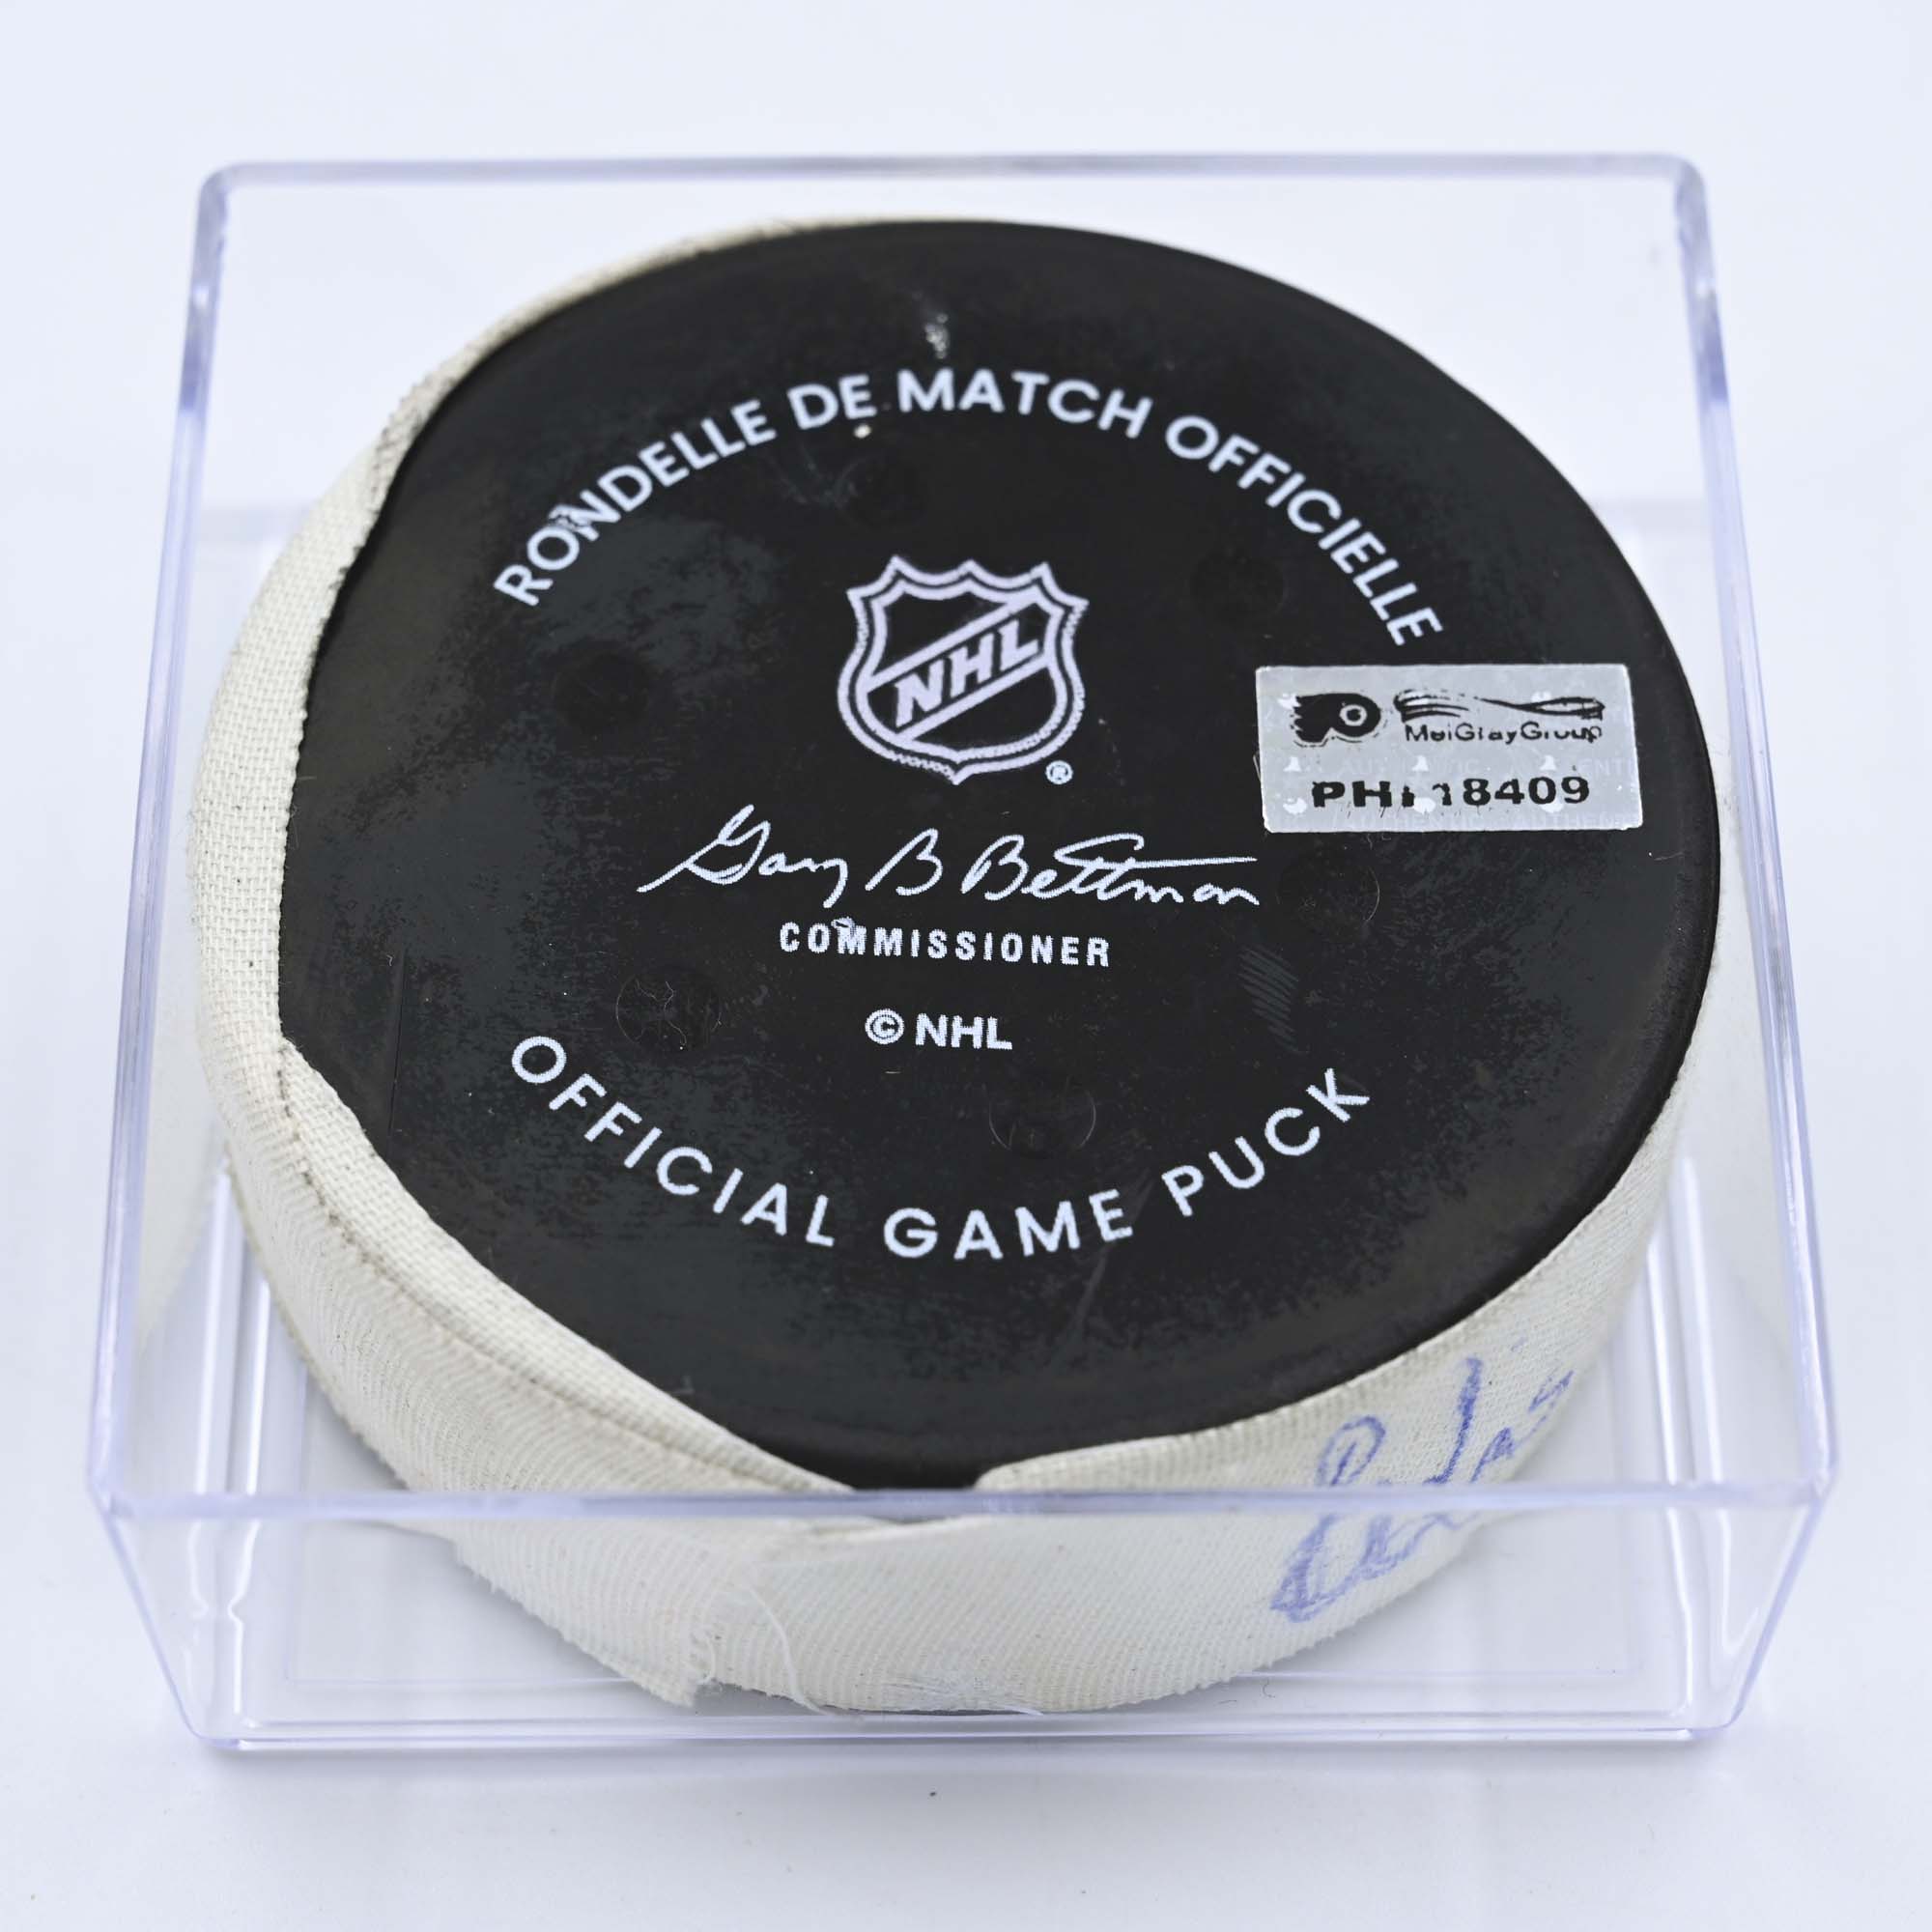 RONDELLE DE MATCH OFFICIELLE
NHL
®
MeiGrayGroup
PHI 18409
Gary B Bettman
COMMISSIONER
© NHL
OFFICIAL GAME PUCK